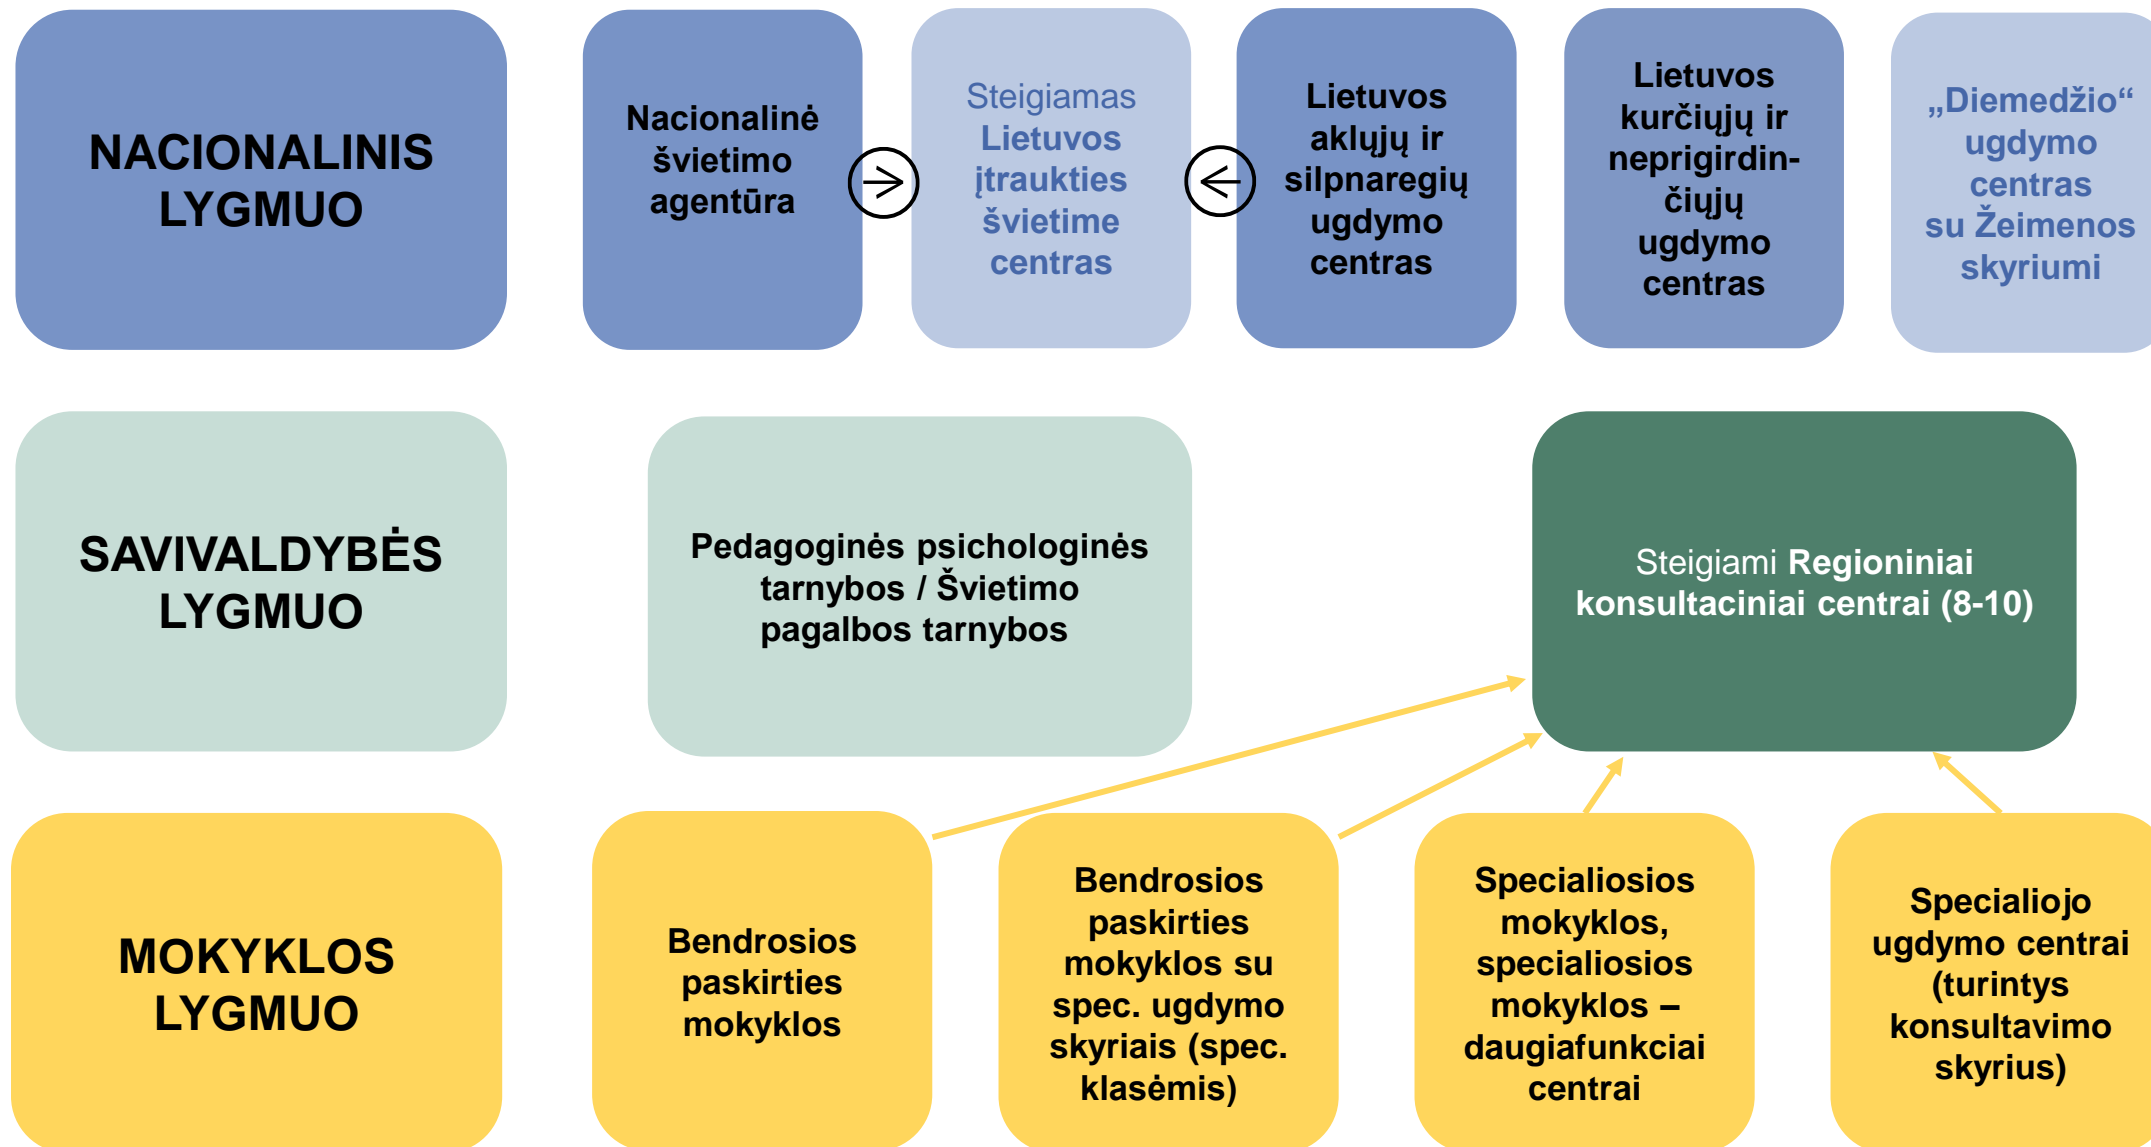 NACIONALINIS
LYGMUO
Nacionalinė
švietimo
agentūra
Steigiamas
Lietuvos
įtraukties
švietime
centras
Lietuvos
aklųjų ir
silpnaregių
ugdymo
centras
Lietuvos
kurčiųjų ir
neprigirdin-
čiųjų
ugdymo
centras
„Diemedžio“
ugdymo
centras
su Žeimenos
skyriumi
SAVIVALDYBĖS
LYGMUO
Pedagoginės psichologinės
tarnybos / Švietimo
pagalbos tarnybos
Steigiami Regioniniai
konsultaciniai centrai (8-10)
MOKYKLOS
LYGMUO
Bendrosios
paskirties
mokyklos
Bendrosios
paskirties
mokyklos su
spec. ugdymo
skyriais (spec.
klasėmis)
Specialiosios
mokyklos,
specialiosios
mokyklos –
daugiafunkciai
centrai
Specialiojo
ugdymo centrai
(turintys
konsultavimo
skyrius)